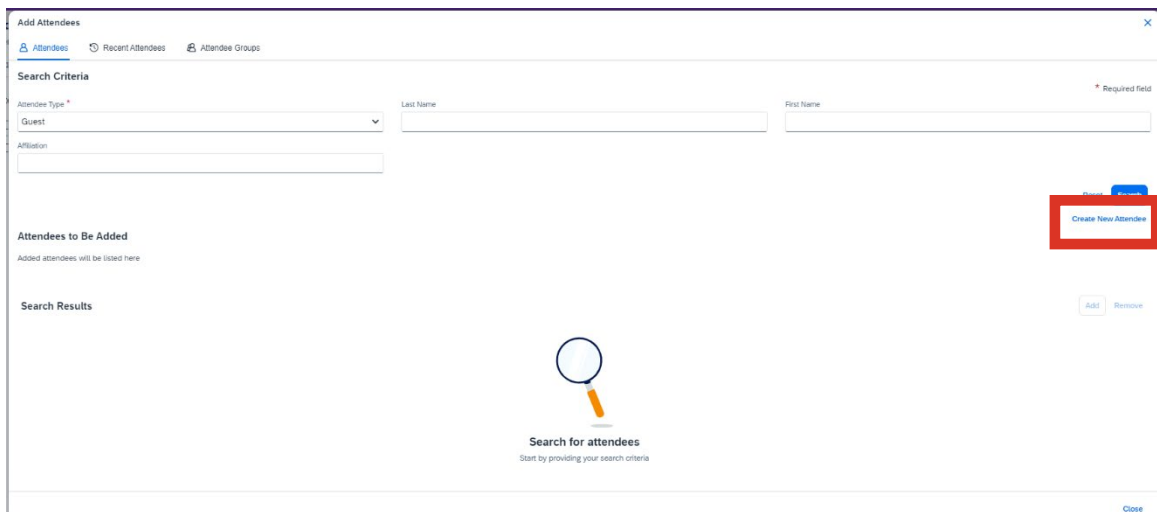 Add Attendees
Attendees Recent Attendees Attendee Groups
Search Criteria
* Required field
Attendee Type * Last Name First Name
Guest
Affiliation
Reset Search
Create New Attendee
Attendees to Be Added
Added attendees will be listed here
Search Results Add Remove
Search for attendees
Start by providing your search criteria
Close